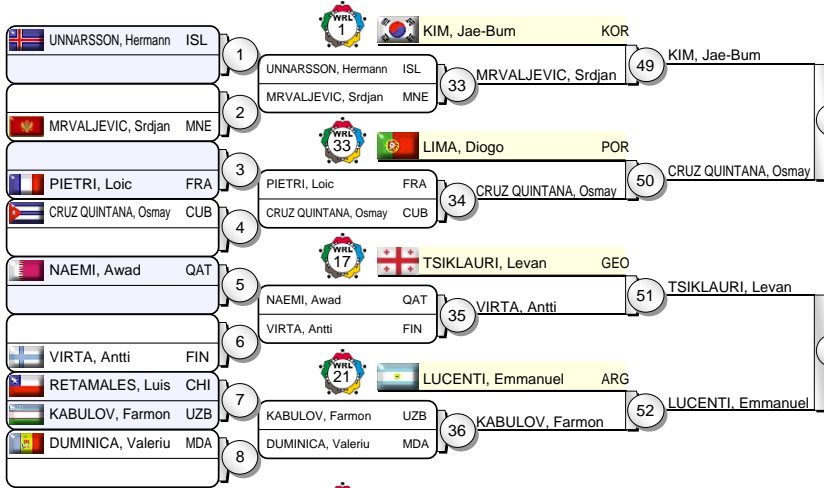 UNNARSSON, Hermann ISL
1
MRVALJEVIC, Srdjan MNE
2
PIETRI, Loic FRA
3
CRUZ QUINTANA, Osmay CUB
4
NAEMI, Awad QAT
5
VIRTA, Antti FIN
6
RETAMALES, Luis CHI
KABULOV, Farmon UZB
7
DUMINICA, Valeriu MDA
8
WRL
1
KIM, Jae-Bum KOR
UNNARSSON, Hermann ISL
MRVALJEVIC, Srdjan MNE
33
MRVALJEVIC, Srdjan
49
KIM, Jae-Bum
WRL
33
LIMA, Diogo POR
PIETRI, Loic FRA
CRUZ QUINTANA, Osmay CUB
34
CRUZ QUINTANA, Osmay
50
CRUZ QUINTANA, Osmay
WRL
17
TSIKLAURI, Levan GEO
NAEMI, Awad QAT
VIRTA, Antti FIN
35
VIRTA, Antti
51
TSIKLAURI, Levan
WRL
21
LUCENTI, Emmanuel ARG
KABULOV, Farmon UZB
DUMINICA, Valeriu MDA
36
KABULOV, Farmon
52
LUCENTI, Emmanuel